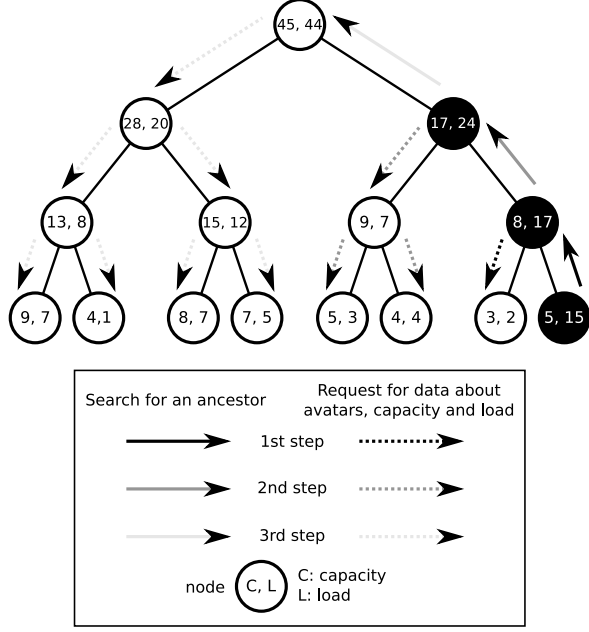 45, 44
28, 20
17, 24
13, 8
15, 12
9, 7
8, 17
9, 7
4,1
8, 7
7, 5
5, 3
4, 4
3, 2
5, 15
Search for an ancestor
Request for data about
avatars, capacity and load
1st step
2nd step
3rd step
node
C, L
C: capacity
L: load